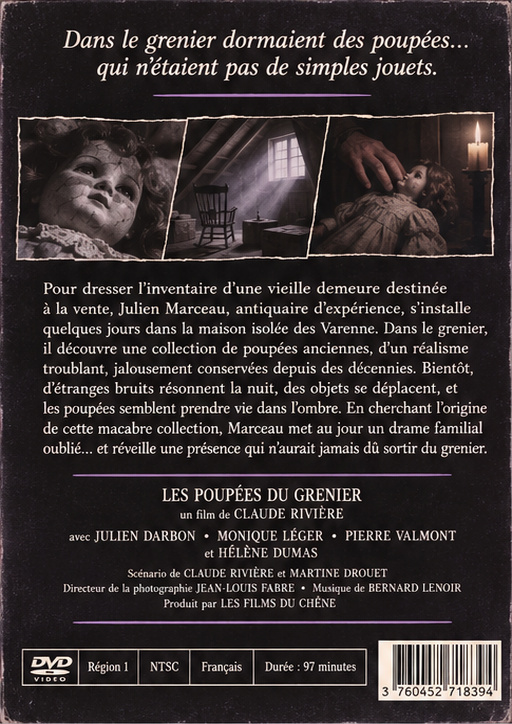 Dans le grenier dormaient des poupées...
qui n'étaient pas de simples jouets.
Pour dresser l'inventaire d'une vieille demeure destinée
à la vente, Julien Marceau, antiquaire d'expérience, s'installe
quelques jours dans la maison isolée des Varenne. Dans le grenier,
il découvre une collection de poupées anciennes, d'un réalisme
troublant, jalousement conservées depuis des décennies. Bientôt,
d'étranges bruits résonnent la nuit, des objets se déplacent, et
les poupées semblent prendre vie dans l'ombre. En cherchant l'origine
de cette macabre collection, Marceau met au jour un drame familial
oublié... et réveille une présence qui n'aurait jamais dû sortir du grenier.
LES POUPÉES DU GRENIER
un film de CLAUDE RIVIÈRE
avec JULIEN DARBON • MONIQUE LÉGER • PIERRE VALMONT
et HÉLÈNE DUMAS
Scénario de CLAUDE RIVIÈRE et MARTINE DROUET
Directeur de la photographie JEAN-LOUIS FABRE • Musique de BERNARD LENOIR
Produit par LES FILMS DU CHÊNE
DVD VIDEO Région 1 NTSC Français Durée : 97 minutes
3 760452 718394